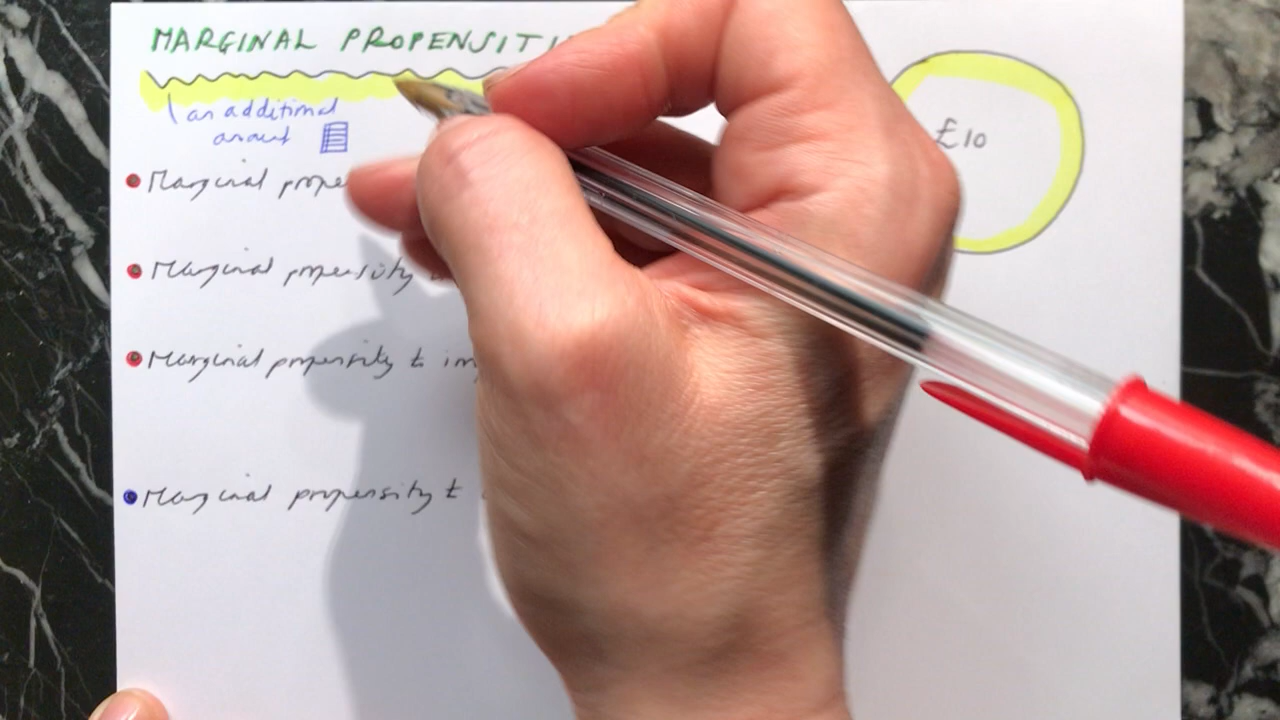 MARGINAL PROPENSITI
an additional
amount
£10
Marginal prope
Marginal propensity
Marginal propensity to im
Marginal propensity to